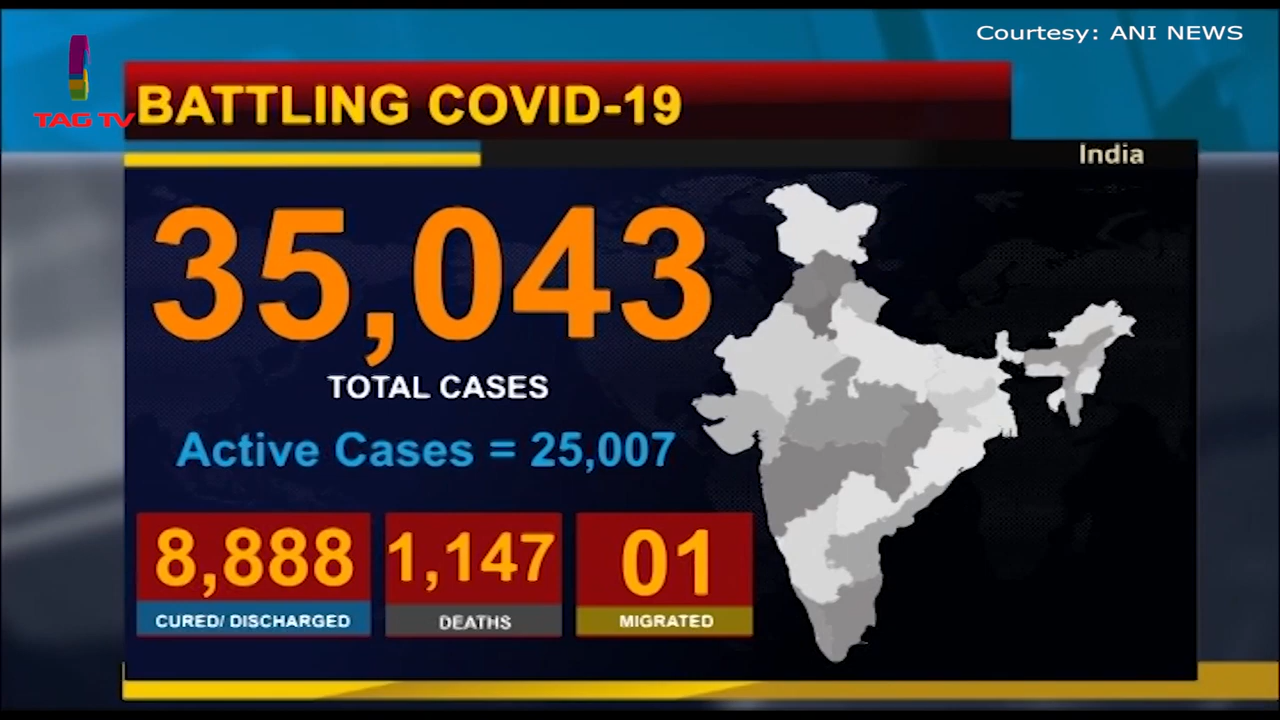 Courtesy: ANI NEWS
TAG TV
BATTLING COVID-19
India
35,043
TOTAL CASES
Active Cases = 25,007
8,888
CURED/ DISCHARGED
1,147
DEATHS
01
MIGRATED